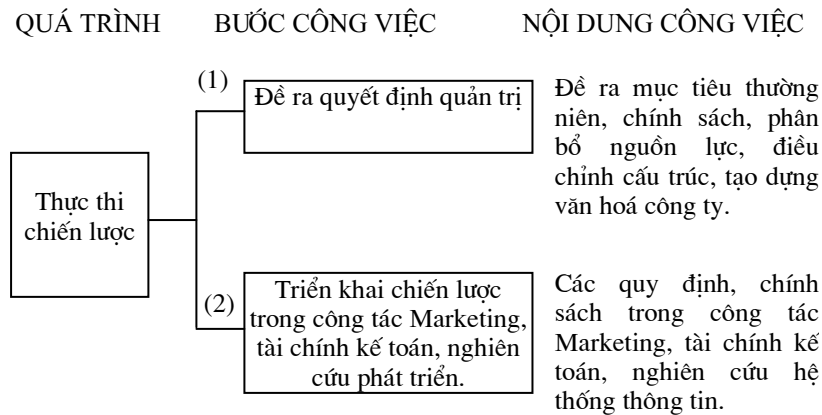 QUÁ TRÌNH BƯỚC CÔNG VIỆC NỘI DUNG CÔNG VIỆC
Thực thi
chiến lược
(1)
Đề ra quyết định quản trị
Đề ra mục tiêu thường
niên, chính sách, phân
bổ nguồn lực, điều
chỉnh cấu trúc, tạo dựng
văn hoá công ty.
(2)
Triển khai chiến lược
trong công tác Marketing,
tài chính kế toán, nghiên
cứu phát triển.
Các quy định, chính
sách trong công tác
Marketing, tài chính kế
toán, nghiên cứu hệ
thống thông tin.